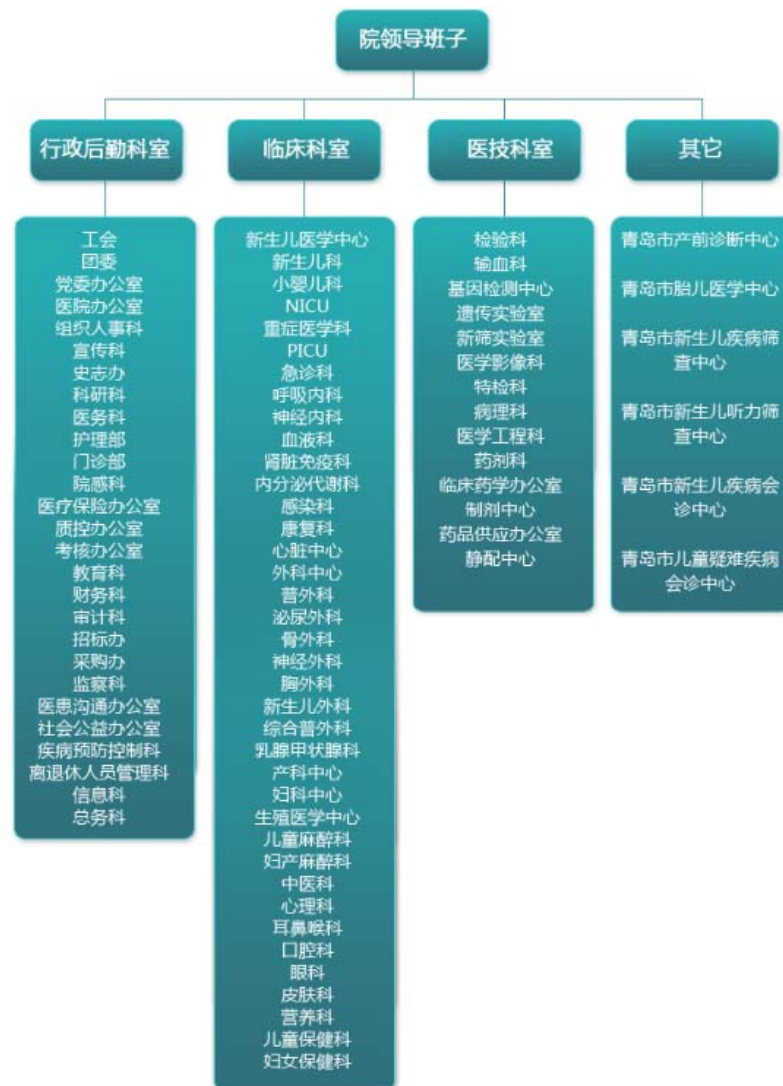 院领导班子
行政后勤科室
临床科室
医技科室
其它
工会
团委
党委办公室
医院办公室
组织人事科
宣传科
史志办
科研科
医务科
护理部
门诊部
院感科
医疗保险办公室
质控办公室
考核办公室
教育科
财务科
审计科
招标办
采购办
监察科
医患沟通办公室
社会公益办公室
疾病预防控制科
离退休人员管理科
信息科
总务科
新生儿医学中心
新生儿科
小婴儿科
NICU
重症医学科
PICU
急诊科
呼吸内科
神经内科
血液科
肾脏免疫科
内分泌代谢科
感染科
康复科
心脏中心
外科中心
普外科
泌尿外科
骨外科
神经外科
胸外科
新生儿外科
综合普外科
乳腺甲状腺科
产科中心
妇科中心
生殖医学中心
儿童麻醉科
妇产麻醉科
中医科
心理科
耳鼻喉科
口腔科
眼科
皮肤科
营养科
儿童保健科
妇女保健科
检验科
输血科
基因检测中心
遗传实验室
新筛实验室
医学影像科
特检科
病理科
医学工程科
药剂科
临床药学办公室
制剂中心
药品供应办公室
静配中心
青岛市产前诊断中心
青岛市胎儿医学中心
青岛市新生儿疾病筛
查中心
青岛市新生儿听力筛
查中心
青岛市新生儿疾病会
诊中心
青岛市儿童疑难疾病
会诊中心